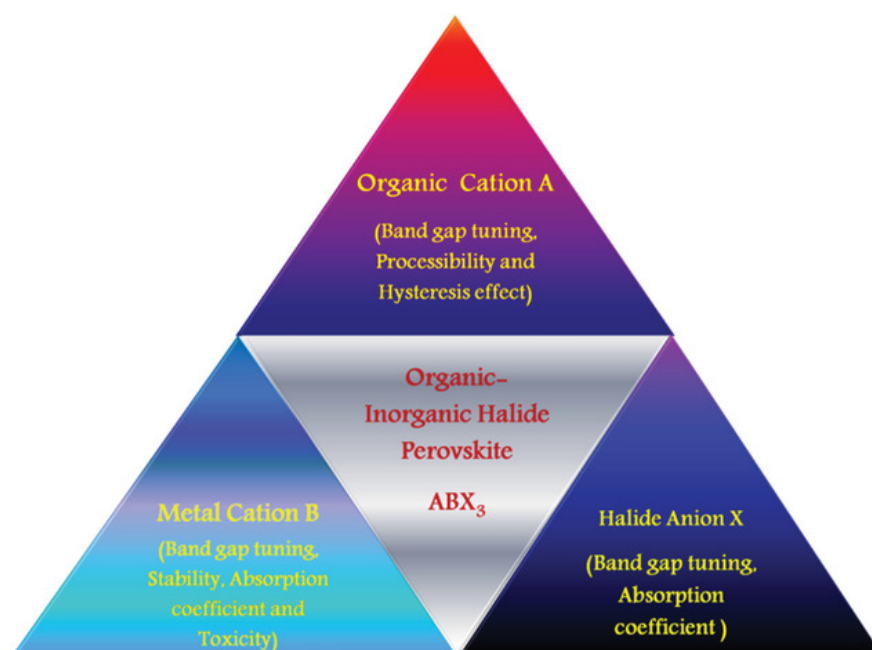 Organic Cation A
(Band gap tuning,
Processibility and
Hysteresis effect)
Organic-
Inorganic Halide
Perovskite
ABX₃
Metal Cation B
(Band gap tuning,
Stability, Absorption
coefficient and
Toxicity)
Halide Anion X
(Band gap tuning,
Absorption
coefficient )